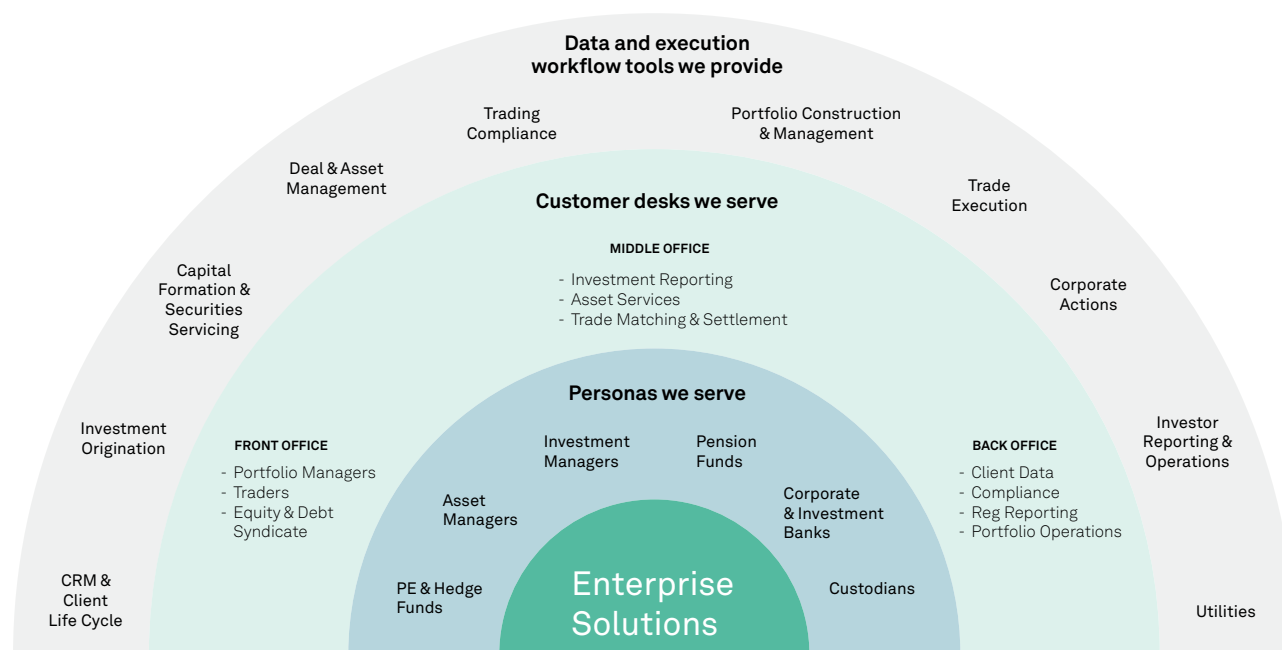 Data and execution
workflow tools we provide
CRM &
Client
Life Cycle
Investment
Origination
Capital
Formation &
Securities
Servicing
Deal & Asset
Management
Trading
Compliance
Portfolio Construction
& Management
Trade
Execution
Corporate
Actions
Investor
Reporting &
Operations
Utilities
Customer desks we serve
FRONT OFFICE
- Portfolio Managers
- Traders
- Equity & Debt
Syndicate
MIDDLE OFFICE
- Investment Reporting
- Asset Services
- Trade Matching & Settlement
BACK OFFICE
- Client Data
- Compliance
- Reg Reporting
- Portfolio Operations
Personas we serve
PE & Hedge
Funds
Asset
Managers
Investment
Managers
Pension
Funds
Corporate
& Investment
Banks
Custodians
Enterprise
Solutions